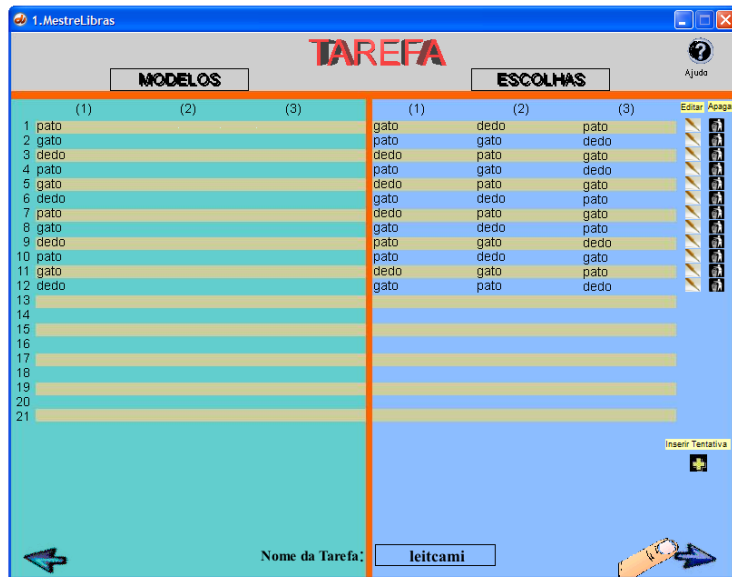 1.MestreLibras
TAREFA
Ajuda
MODELOS ESCOLHAS
(1) (2) (3) (1) (2) (3) Editar Apaga
1 pato gato dedo pato
2 gato pato gato dedo
3 dedo dedo pato gato
4 pato pato gato dedo
5 gato dedo pato gato
6 dedo gato dedo pato
7 pato dedo pato gato
8 gato gato dedo pato
9 dedo pato gato dedo
10 pato pato dedo gato
11 gato dedo gato pato
12 dedo gato pato dedo
13
14
15
16
17
18
19
20
21
Inserir Tentativa
Nome da Tarefa: leitcami